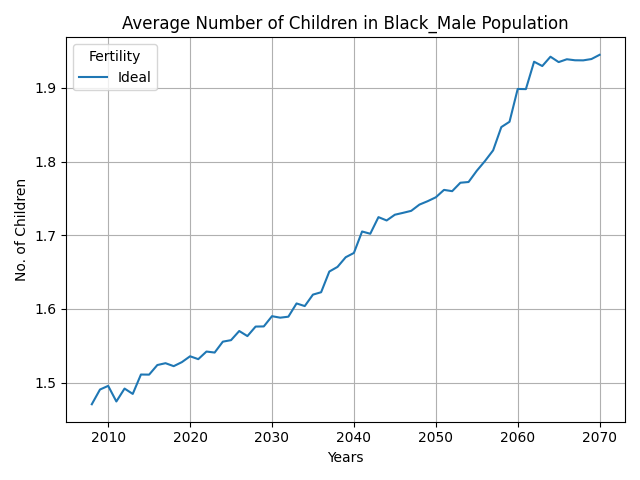 Average Number of Children in Black_Male Population
Fertility
Ideal
1.9
1.8
1.7
1.6
1.5
No. of Children
2010 2020 2030 2040 2050 2060 2070
Years